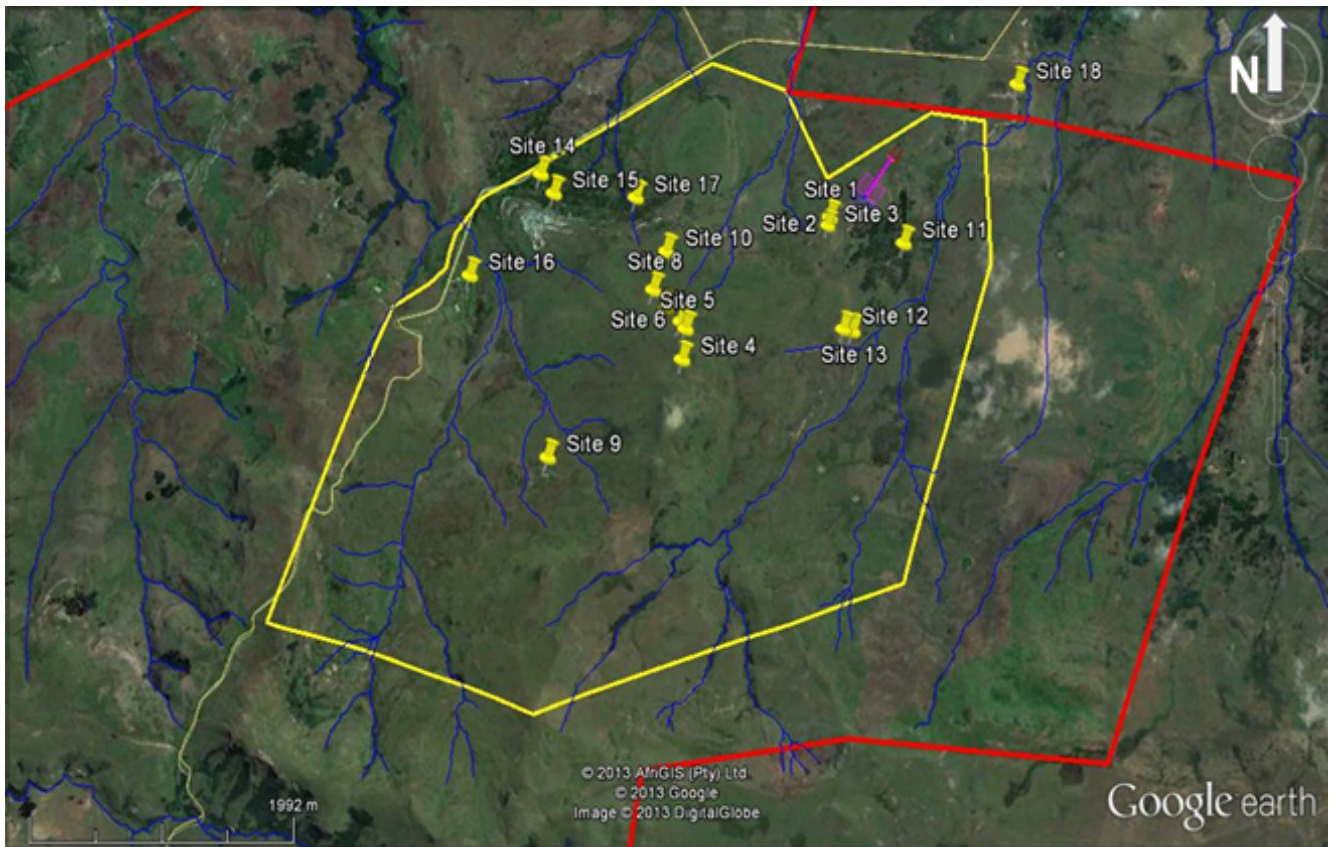 Site 18
N
Site 14
Site 15
Site 17
Site 1
Site 2
Site 3
Site 11
Site 10
Site 16
Site 8
Site 5
Site 6
Site 12
Site 4
Site 13
Site 9
© 2013 AfriGIS (Pty) Ltd.
© 2013 Google
Image © 2013 DigitalGlobe
1992 m
Google earth